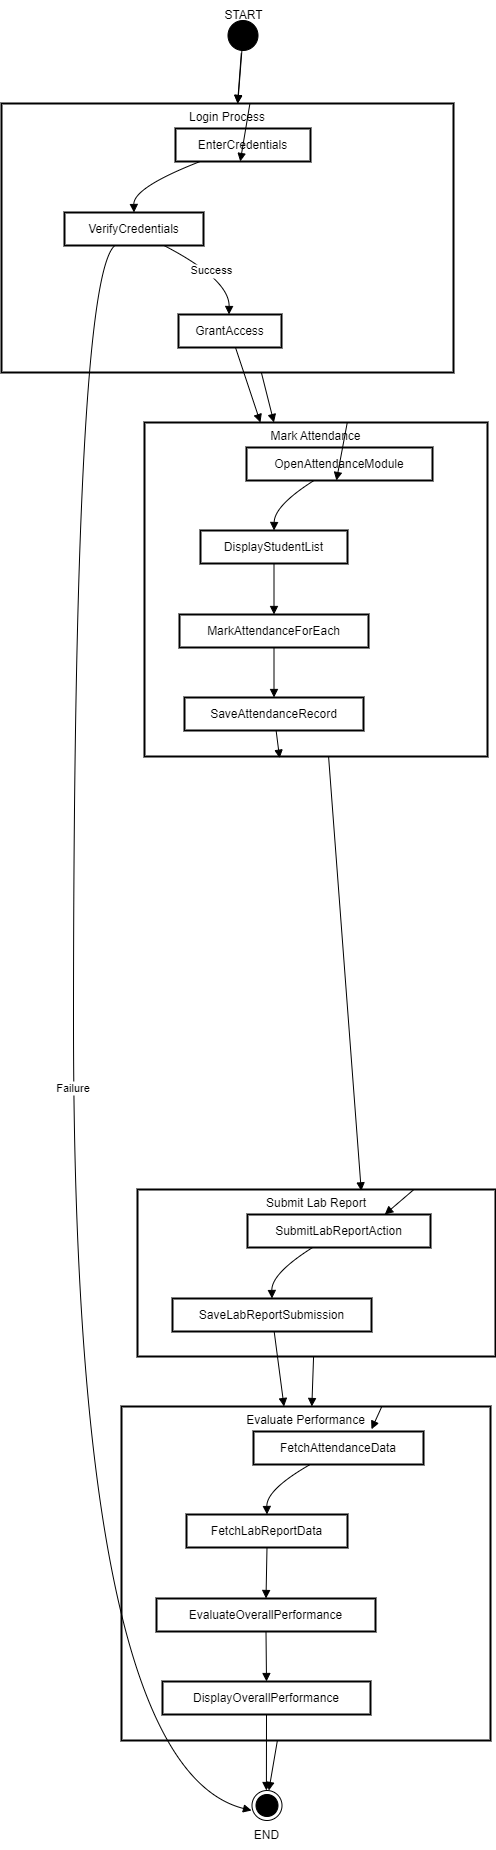 START
Login Process
EnterCredentials
VerifyCredentials
Success
GrantAccess
Mark Attendance
OpenAttendanceModule
DisplayStudentList
MarkAttendanceForEach
SaveAttendanceRecord
Failure
Submit Lab Report
SubmitLabReportAction
SaveLabReportSubmission
Evaluate Performance
FetchAttendanceData
FetchLabReportData
EvaluateOverallPerformance
DisplayOverallPerformance
END